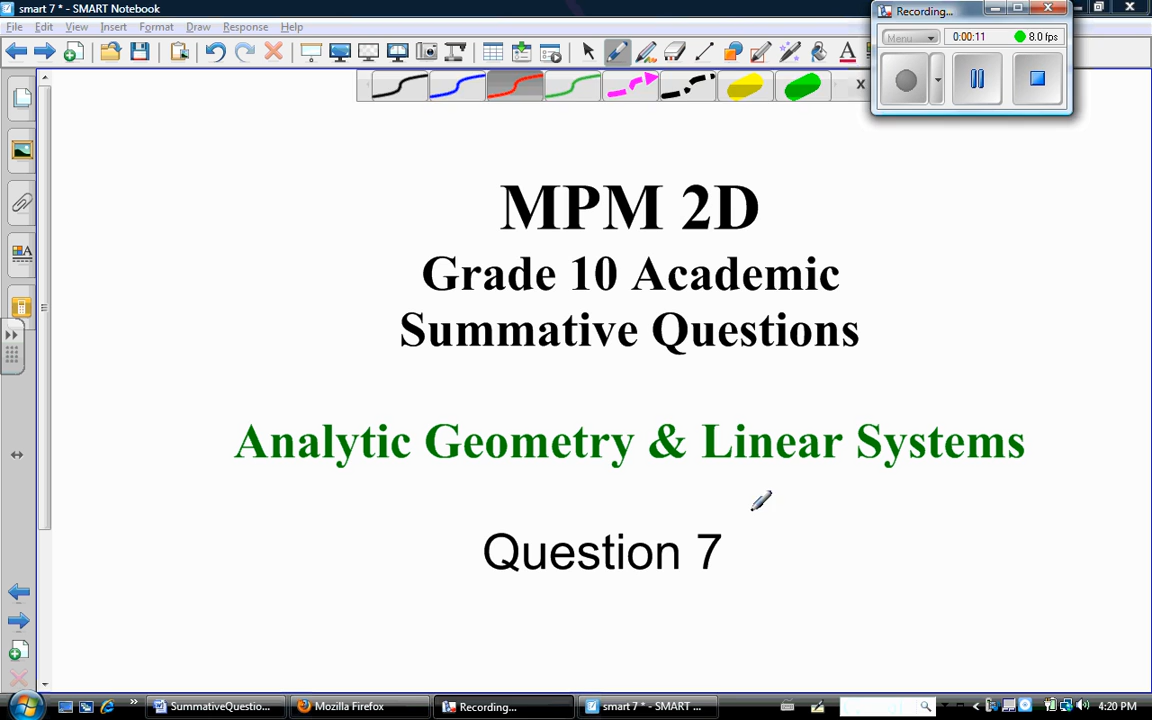 smart 7 * - SMART Notebook
File Edit View Insert Format Draw Response Help
Recording...
Menu 0:00:11 8.0 fps
MPM 2D
Grade 10 Academic
Summative Questions
Analytic Geometry & Linear Systems
Question 7
SummativeQuestio... Mozilla Firefox Recording... smart 7 * - SMART ... 4:20 PM